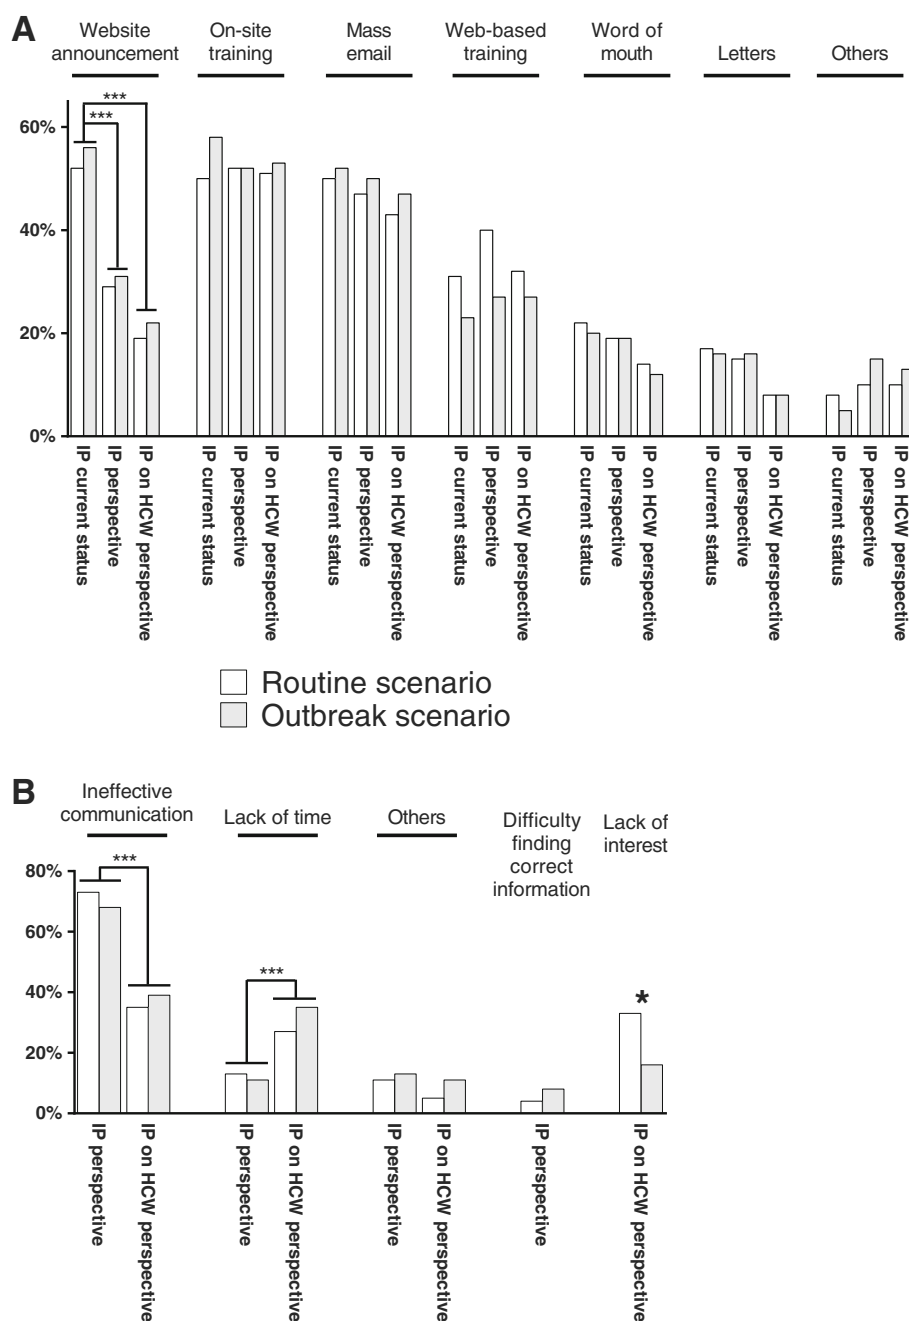 A
Website
announcement
On-site
training
Mass
email
Web-based
training
Word of
mouth
Letters
Others
***
***
60%
40%
20%
0%
IP current status
IP perspective
IP on HCW perspective
IP current status
IP perspective
IP on HCW perspective
IP current status
IP perspective
IP on HCW perspective
IP current status
IP perspective
IP on HCW perspective
IP current status
IP perspective
IP on HCW perspective
IP current status
IP perspective
IP on HCW perspective
IP current status
IP perspective
IP on HCW perspective
Routine scenario
Outbreak scenario
B
Ineffective
communication
Lack of time
Others
Difficulty
finding
correct
information
Lack of
interest
***
***
*
80%
60%
40%
20%
0%
IP perspective
IP on HCW perspective
IP perspective
IP on HCW perspective
IP perspective
IP on HCW perspective
IP perspective
IP on HCW perspective